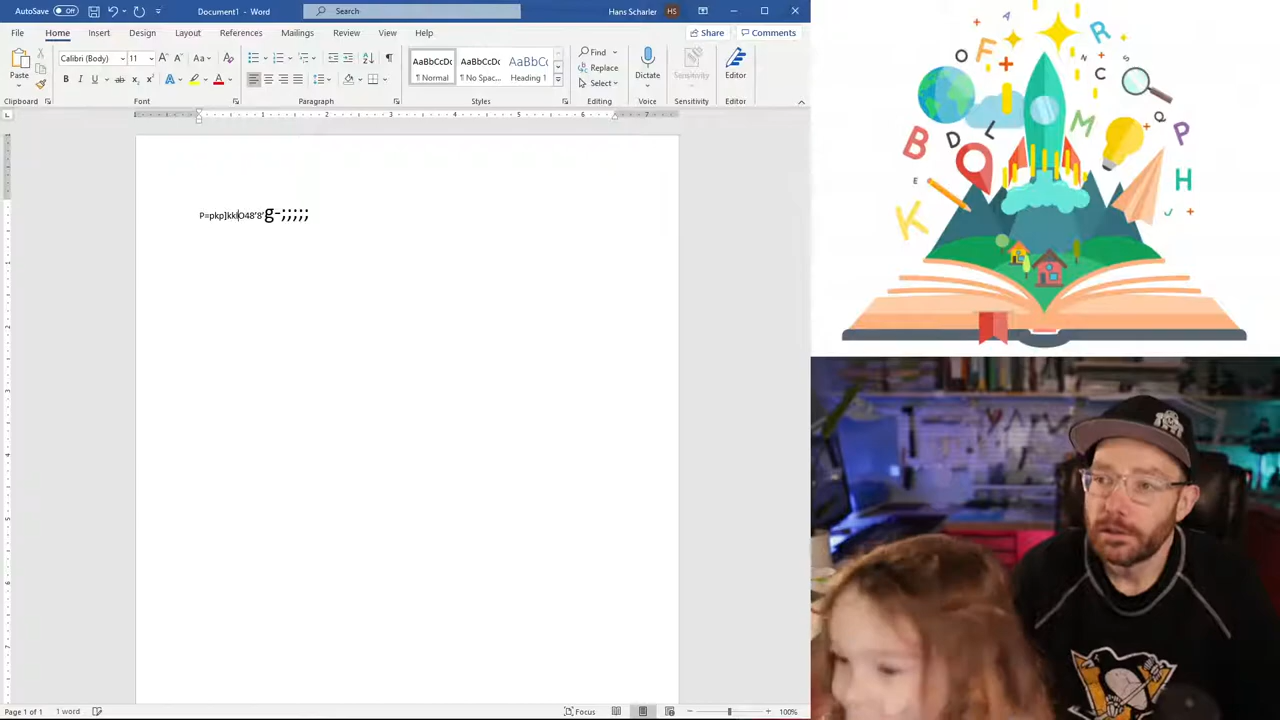 AutoSave
Off
Document1 - Word
Search
Hans Scharler
HS
File
Home
Insert
Design
Layout
References
Mailings
Review
View
Help
Share
Comments
Paste
Clipboard
Calibri (Body)
11
Font
Paragraph
AaBbCcDc
Normal
AaBbCcDc
No Spac...
AaBbCc
Heading 1
Styles
Find
Replace
Select
Editing
Dictate
Voice
Sensitivity
Sensitivity
Editor
Editor
g-;;;;;
Page 1 of 1
1 word
Focus
100%
A
R
F
O
N
S
C
L
M
Q
P
B
D
E
H
K
J